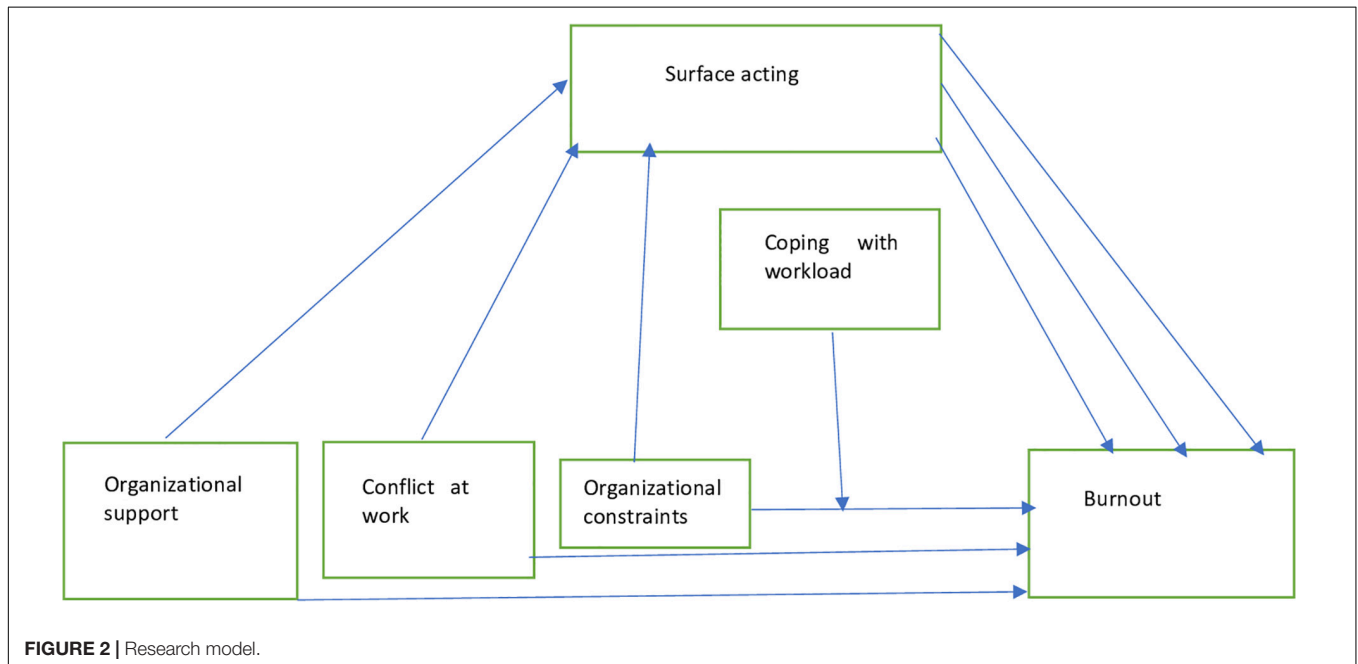 Surface acting
Coping with
workload
Organizational
support
Conflict at
work
Organizational
constraints
Burnout
FIGURE 2 | Research model.